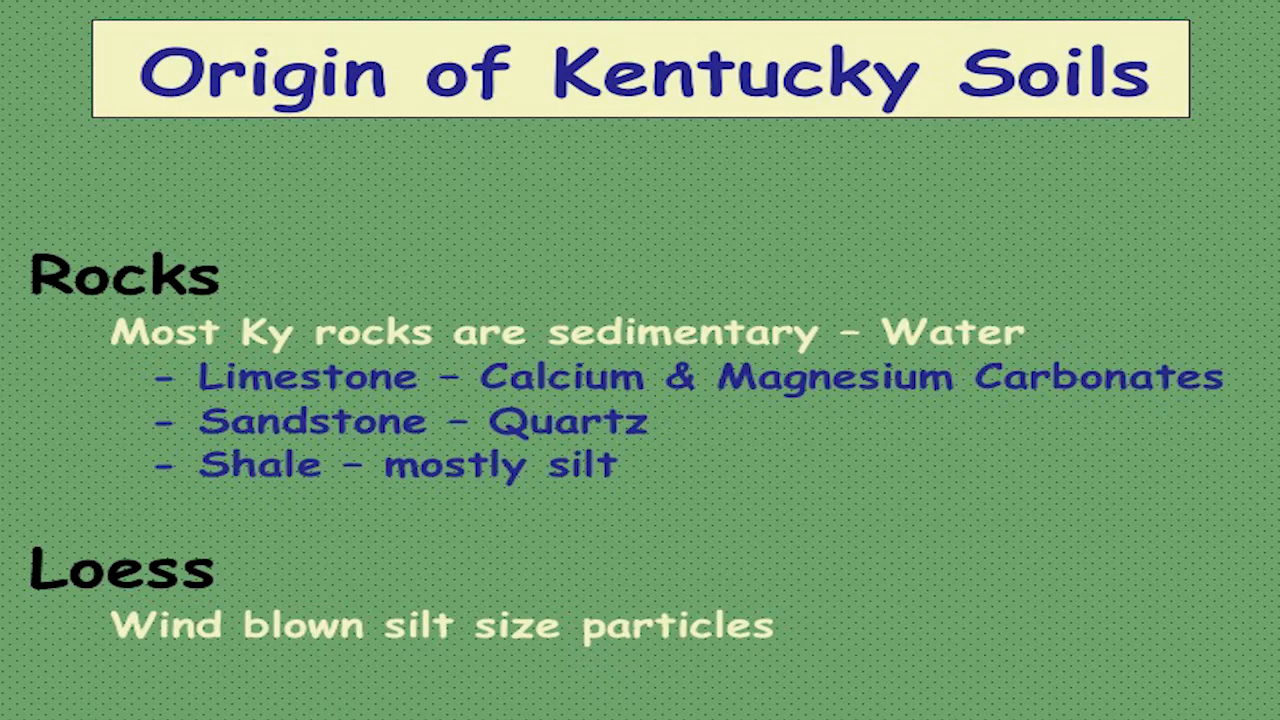 Origin of Kentucky Soils
Rocks
Most Ky rocks are sedimentary – Water
- Limestone – Calcium & Magnesium Carbonates
- Sandstone – Quartz
- Shale – mostly silt
Loess
Wind blown silt size particles